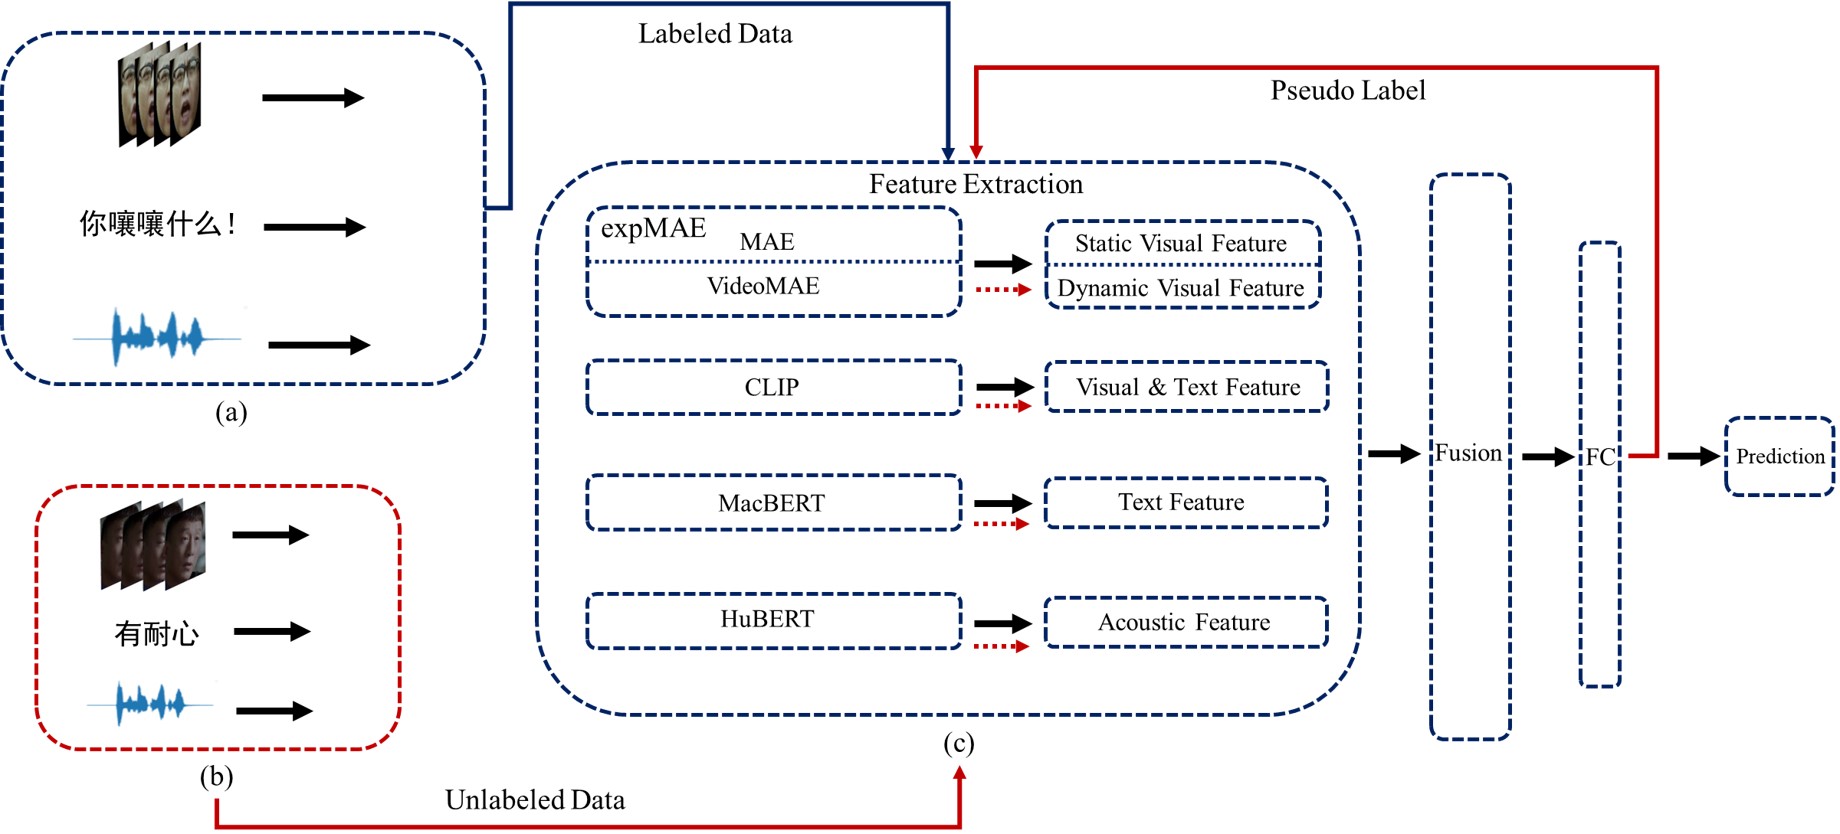 Labeled Data
Pseudo Label
你嚷嚷什么！
(a)
有耐心
(b)
Unlabeled Data
Feature Extraction
expMAE
MAE
VideoMAE
Static Visual Feature
Dynamic Visual Feature
CLIP
Visual & Text Feature
MacBERT
Text Feature
HuBERT
Acoustic Feature
(c)
Fusion
FC
Prediction